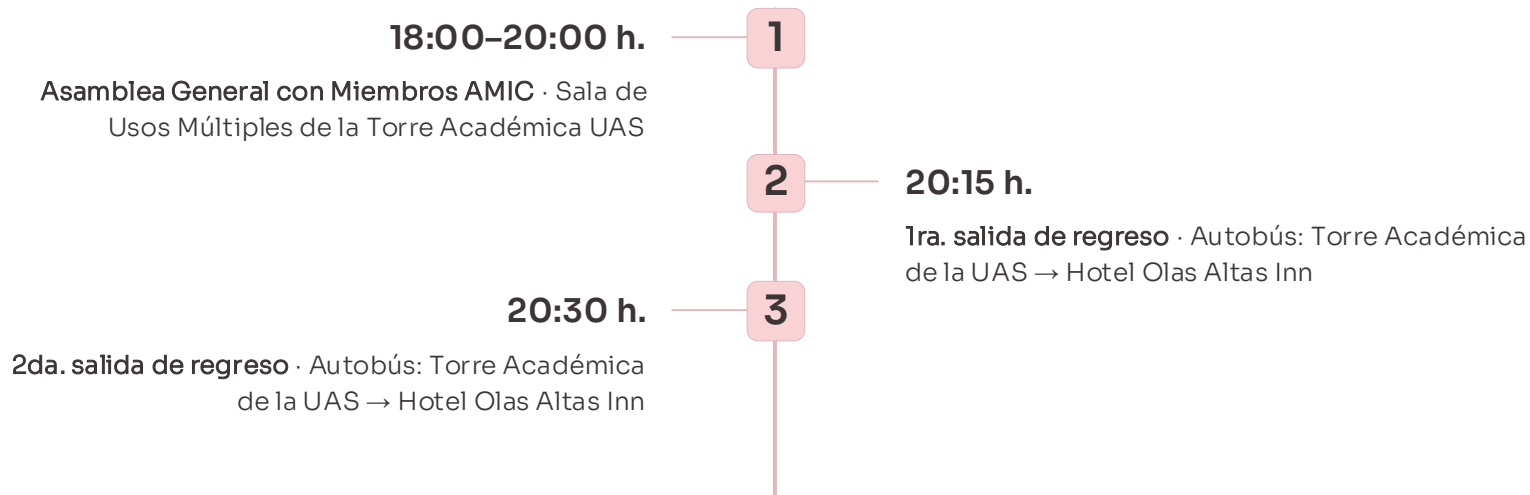 18:00–20:00 h.
1
Asamblea General con Miembros AMIC · Sala de
Usos Múltiples de la Torre Académica UAS
2
20:15 h.
1ra. salida de regreso · Autobús: Torre Académica
de la UAS → Hotel Olas Altas Inn
20:30 h.
3
2da. salida de regreso · Autobús: Torre Académica
de la UAS → Hotel Olas Altas Inn